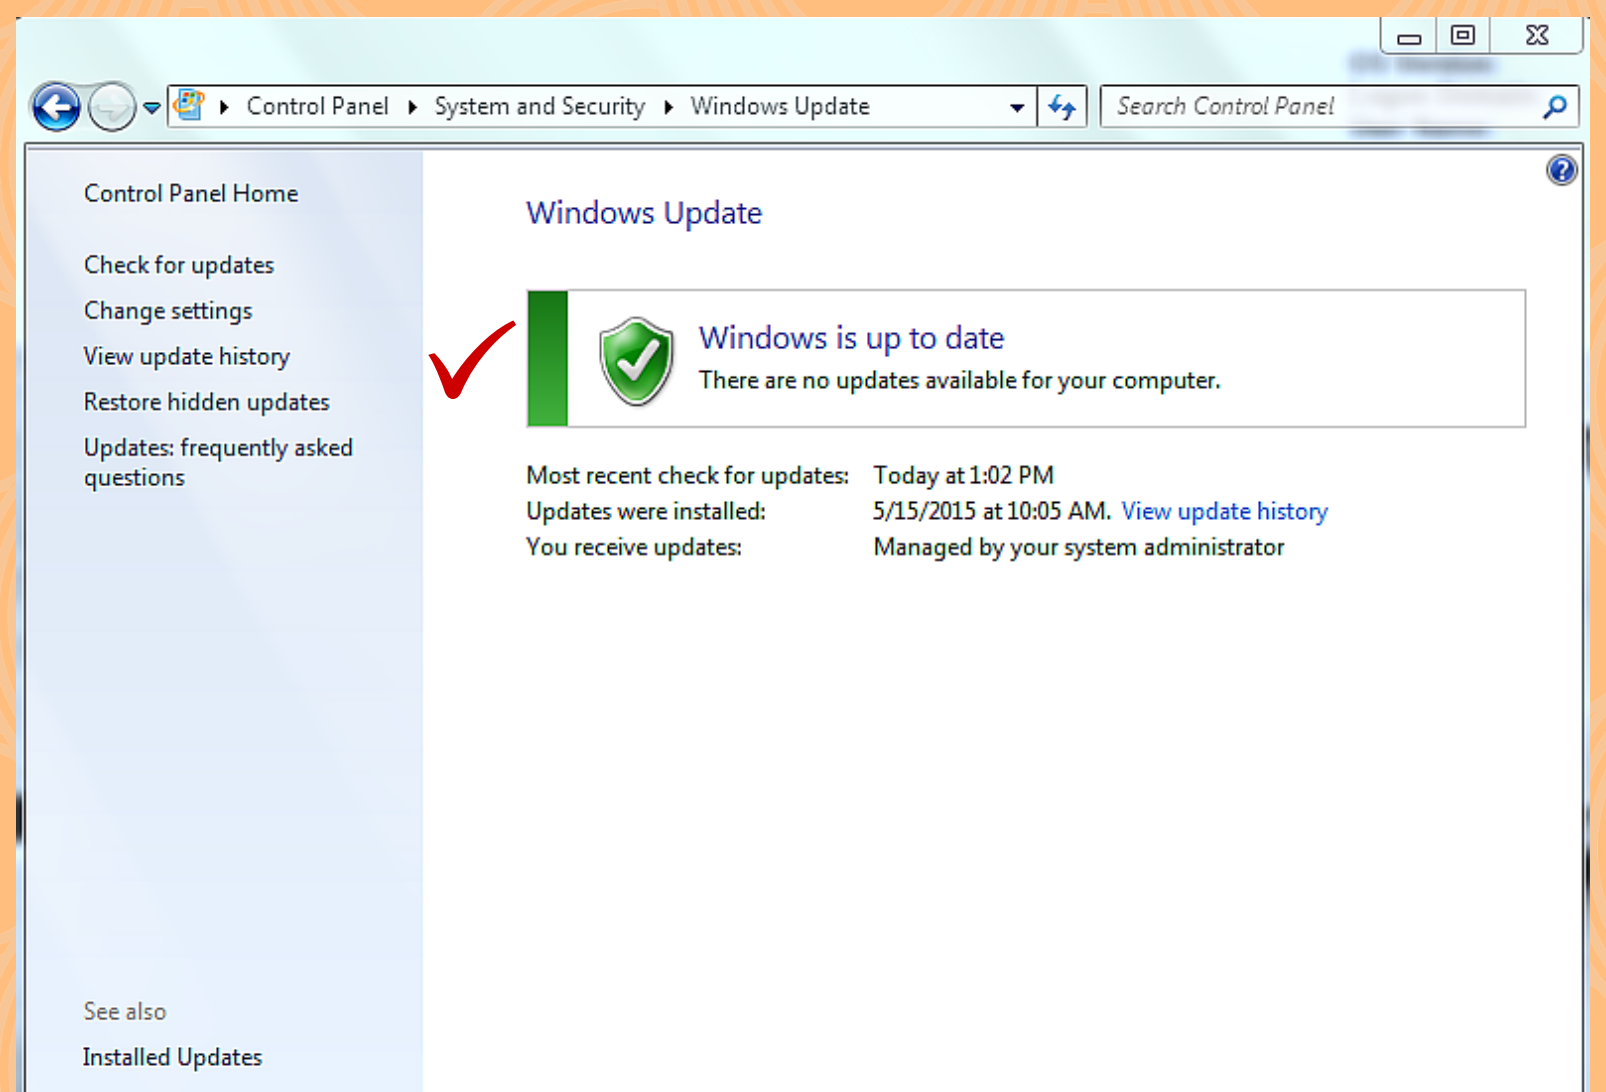 Control Panel
System and Security
Windows Update
Search Control Panel
Control Panel Home
Check for updates
Change settings
View update history
Restore hidden updates
Updates: frequently asked
questions
See also
Installed Updates
Windows Update
Windows is up to date
There are no updates available for your computer.
Most recent check for updates: Today at 1:02 PM
Updates were installed: 5/15/2015 at 10:05 AM. View update history
You receive updates: Managed by your system administrator